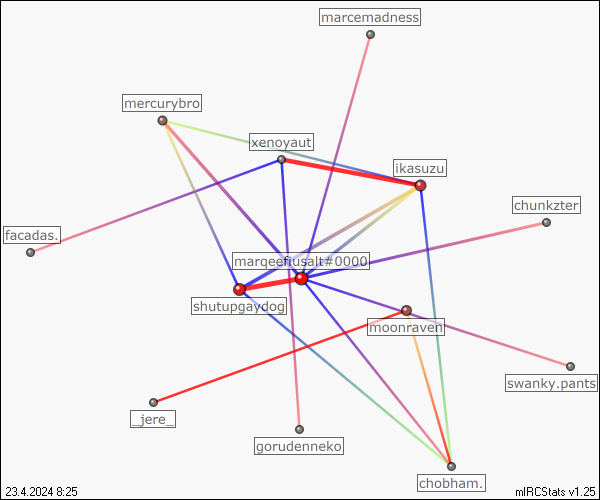 marcemadness
mercurybro
xenoyaut
ikasuzu
chunkzter
facadas.
marqeefiusalt#0000
shutupgaydog
moonraven
swanky.pants
_jere_
gorudenneko
chobham.
23.4.2024 8:25
mIRCStats v1.25